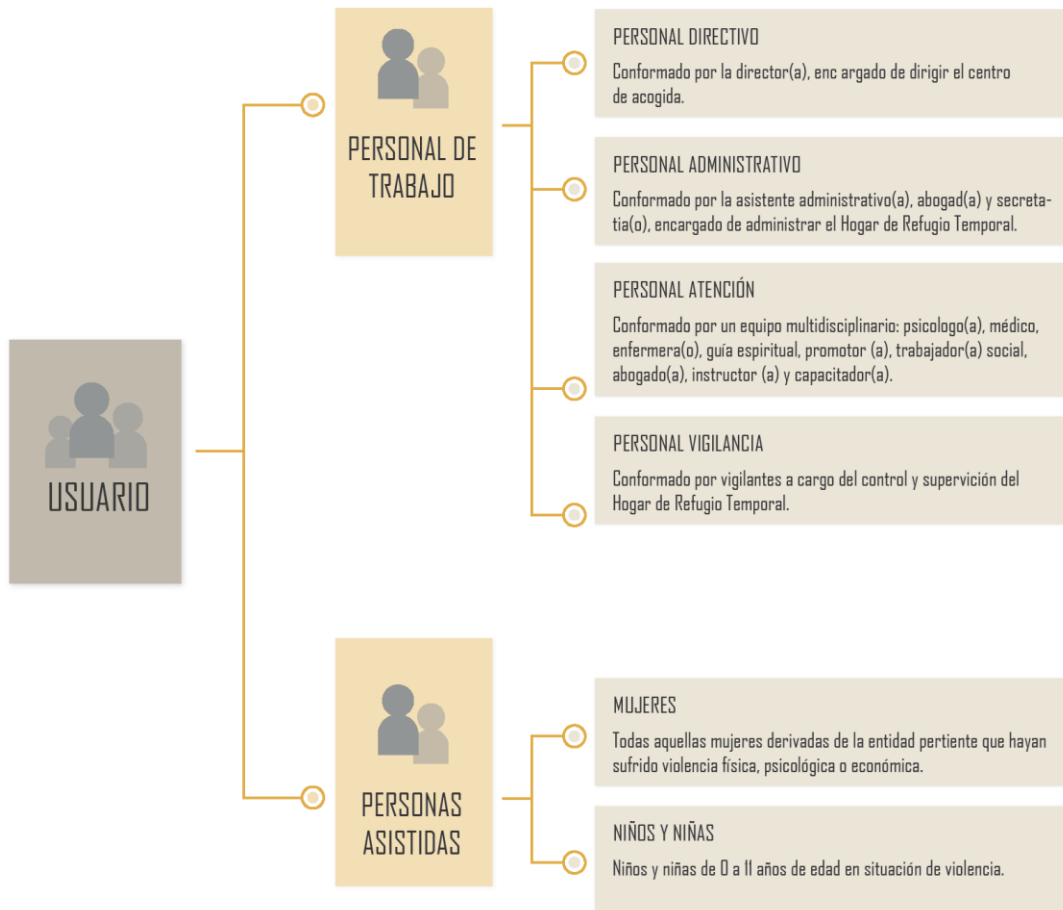 USUARIO
PERSONAL DE
TRABAJO
PERSONAL DIRECTIVO
Conformado por la director(a), enc argado de dirigir el centro
de acogida.
PERSONAL ADMINISTRATIVO
Conformado por la asistente administrativo(a), abogad(a) y secreta-
tia(o), encargado de administrar el Hogar de Refugio Temporal.
PERSONAL ATENCIÓN
Conformado por un equipo multidisciplinario: psicologo(a), médico,
enfermera(o), guía espiritual, promotor (a), trabajador(a) social,
abogado(a), instructor (a) y capacitador(a).
PERSONAL VIGILANCIA
Conformado por vigilantes a cargo del control y supervición del
Hogar de Refugio Temporal.
PERSONAS
ASISTIDAS
MUJERES
Todas aquellas mujeres derivadas de la entidad pertiente que hayan
sufrido violencia física, psicológica o económica.
NIÑOS Y NIÑAS
Niños y niñas de 0 a 11 años de edad en situación de violencia.